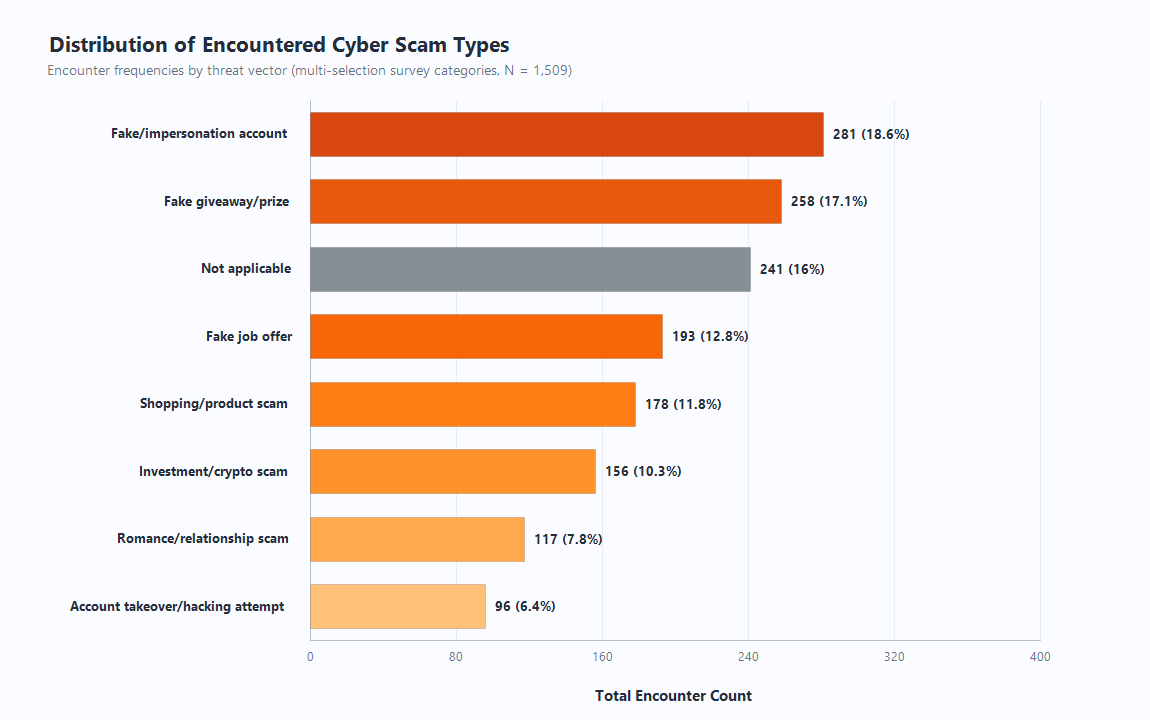 Distribution of Encountered Cyber Scam Types
Encounter frequencies by threat vector (multi-selection survey categories, N = 1,509)
Fake/impersonation account 281 (18.6%)
Fake giveaway/prize 258 (17.1%)
Not applicable 241 (16%)
Fake job offer 193 (12.8%)
Shopping/product scam 178 (11.8%)
Investment/crypto scam 156 (10.3%)
Romance/relationship scam 117 (7.8%)
Account takeover/hacking attempt 96 (6.4%)
0 80 160 240 320 400
Total Encounter Count